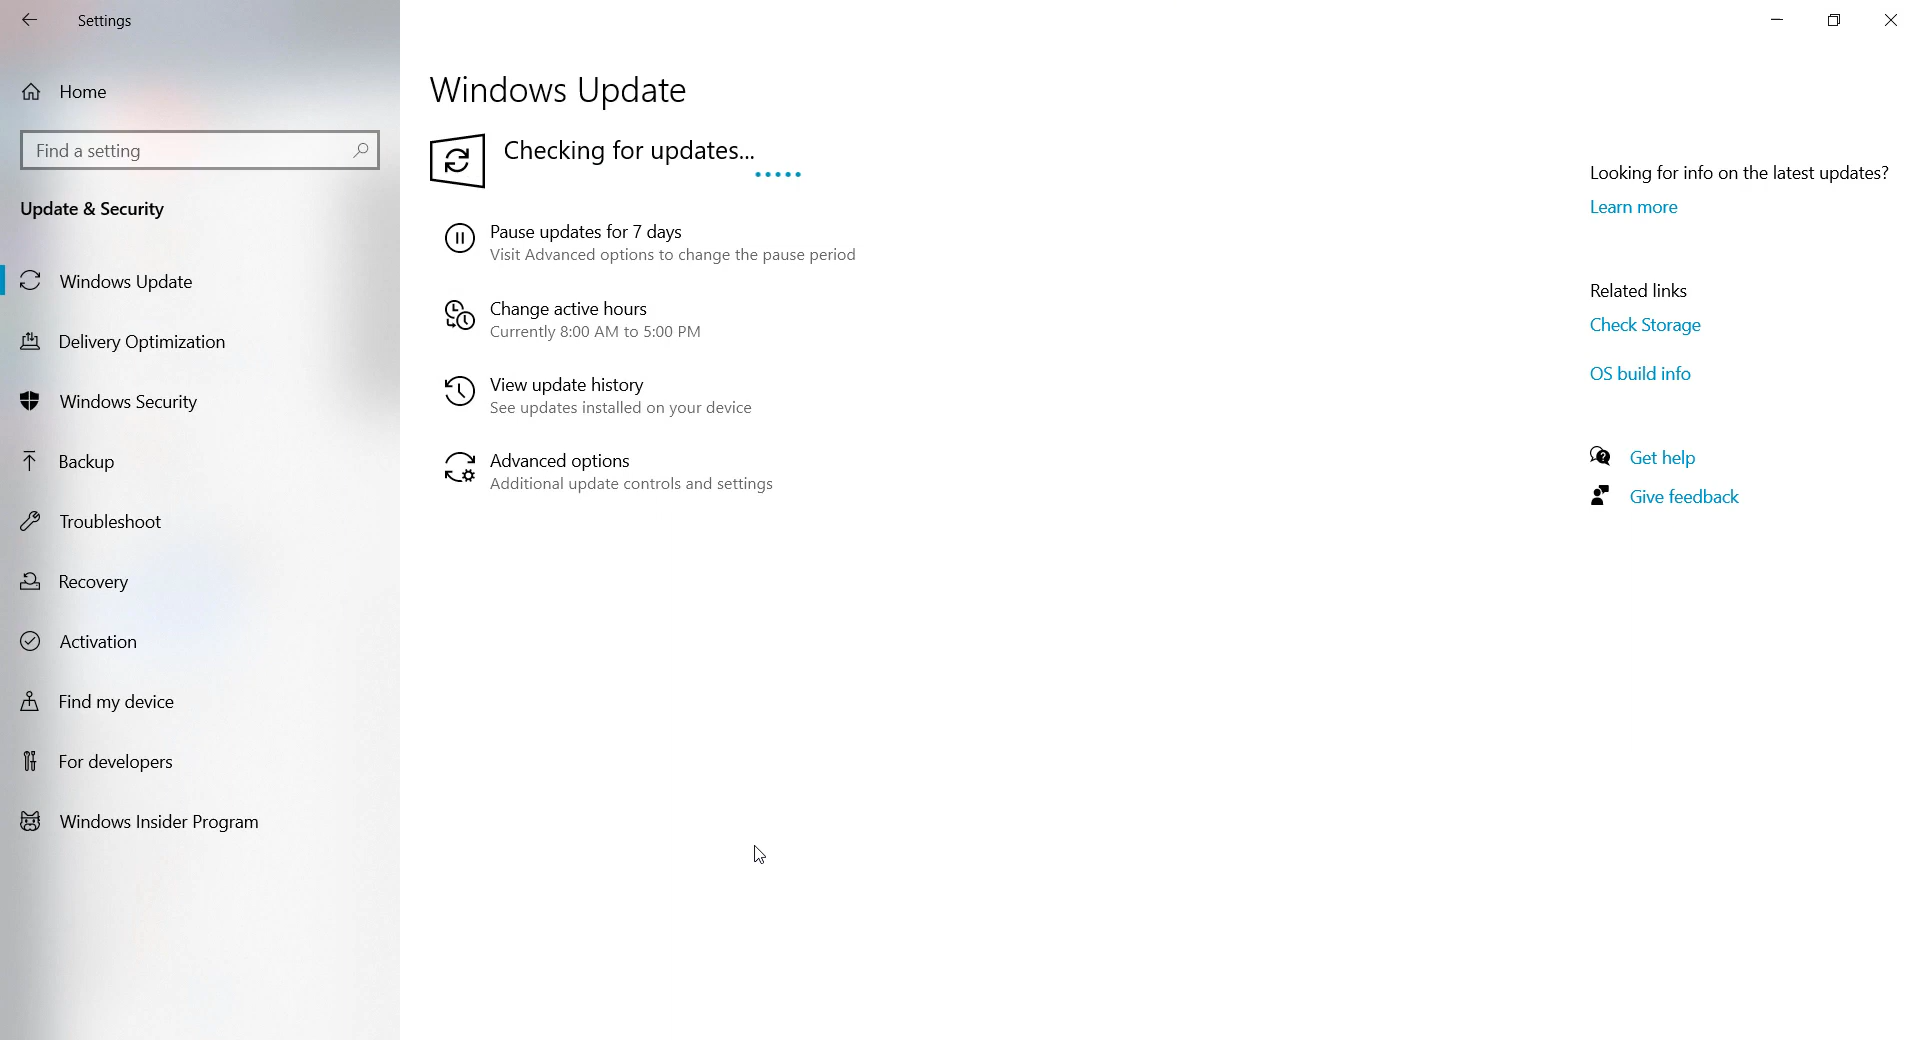 Settings
Home
Find a setting
Update & Security
Windows Update
Delivery Optimization
Windows Security
Backup
Troubleshoot
Recovery
Activation
Find my device
For developers
Windows Insider Program
Windows Update
Checking for updates...
Pause updates for 7 days
Visit Advanced options to change the pause period
Change active hours
Currently 8:00 AM to 5:00 PM
View update history
See updates installed on your device
Advanced options
Additional update controls and settings
Looking for info on the latest updates?
Learn more
Related links
Check Storage
OS build info
Get help
Give feedback